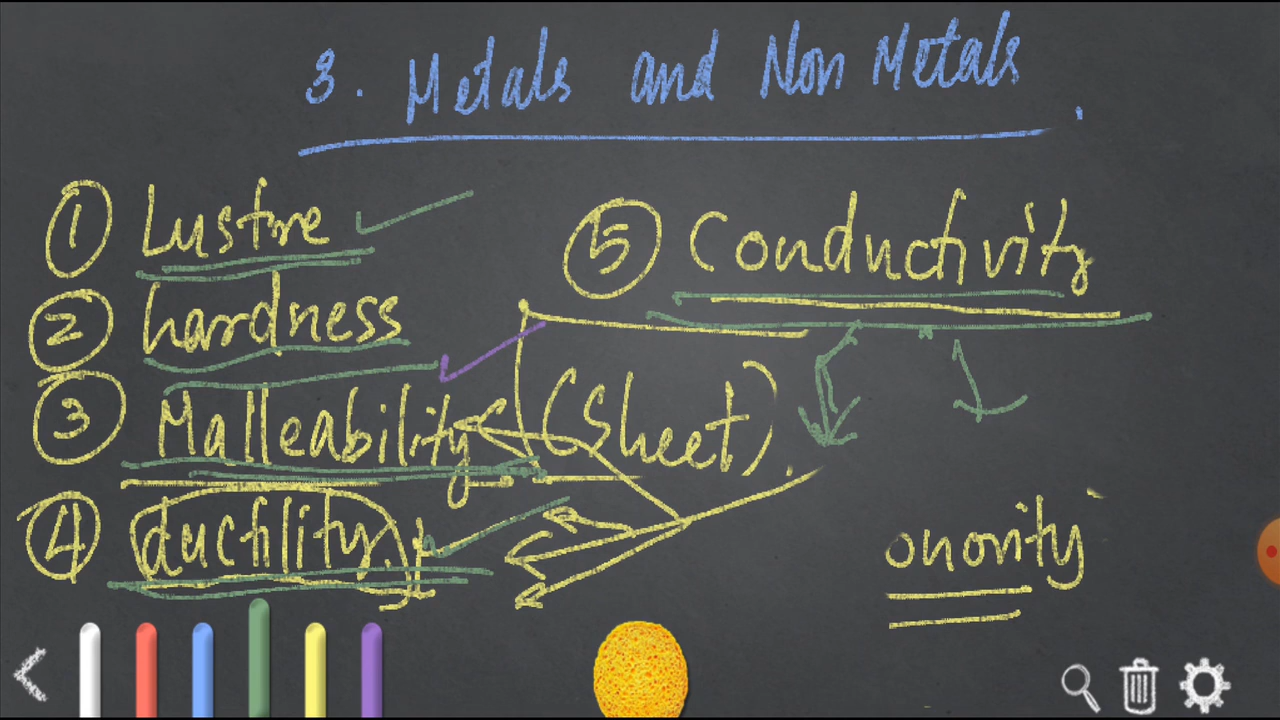 3. Metals and Non Metals.
① Lustre
② hardness
③ Malleability (Sheet).
④ ductility.
⑤ Conductivity
onority